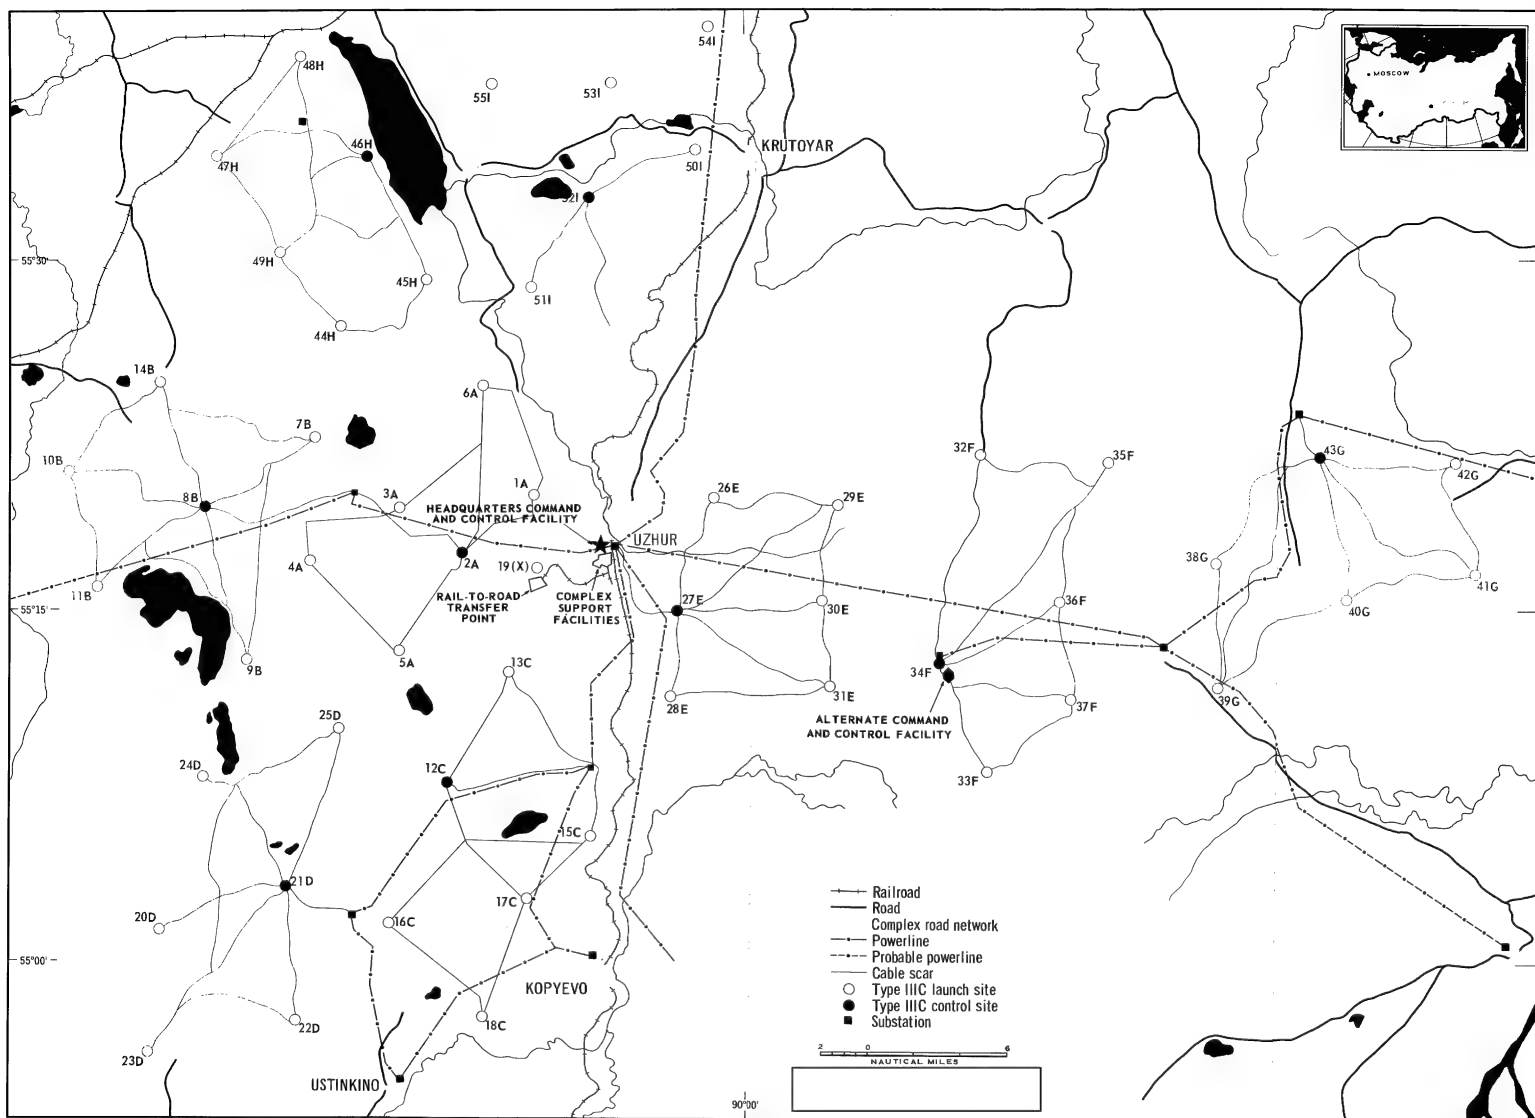 54I
48H
55I
53I
MOSCOW
46H
KRUTOYAR
47H
50I
52I
49H
55°30'
45H
51I
44H
14B
6A
7B
32F
35F
43G
10B
42G
1A
3A
26E
29E
8B
HEADQUARTERS COMMAND
AND CONTROL FACILITY
UZHUR
38G
4A
2A
19(X)
41G
11B
RAIL-TO-ROAD
TRANSFER
POINT
COMPLEX
SUPPORT
FACILITIES
27E
30E
36F
40G
55°15'
5A
9B
13C
34F
31E
28E
39G
37F
25D
ALTERNATE COMMAND
AND CONTROL FACILITY
24D
12C
33F
15C
21D
Railroad
17C
Road
20D
16C
Complex road network
Powerline
55°00'
Probable powerline
Cable scar
KOPYEVO
Type IIIC launch site
Type IIIC control site
18C
Substation
22D
23D
2 0 6
NAUTICAL MILES
USTINKINO
90°00'